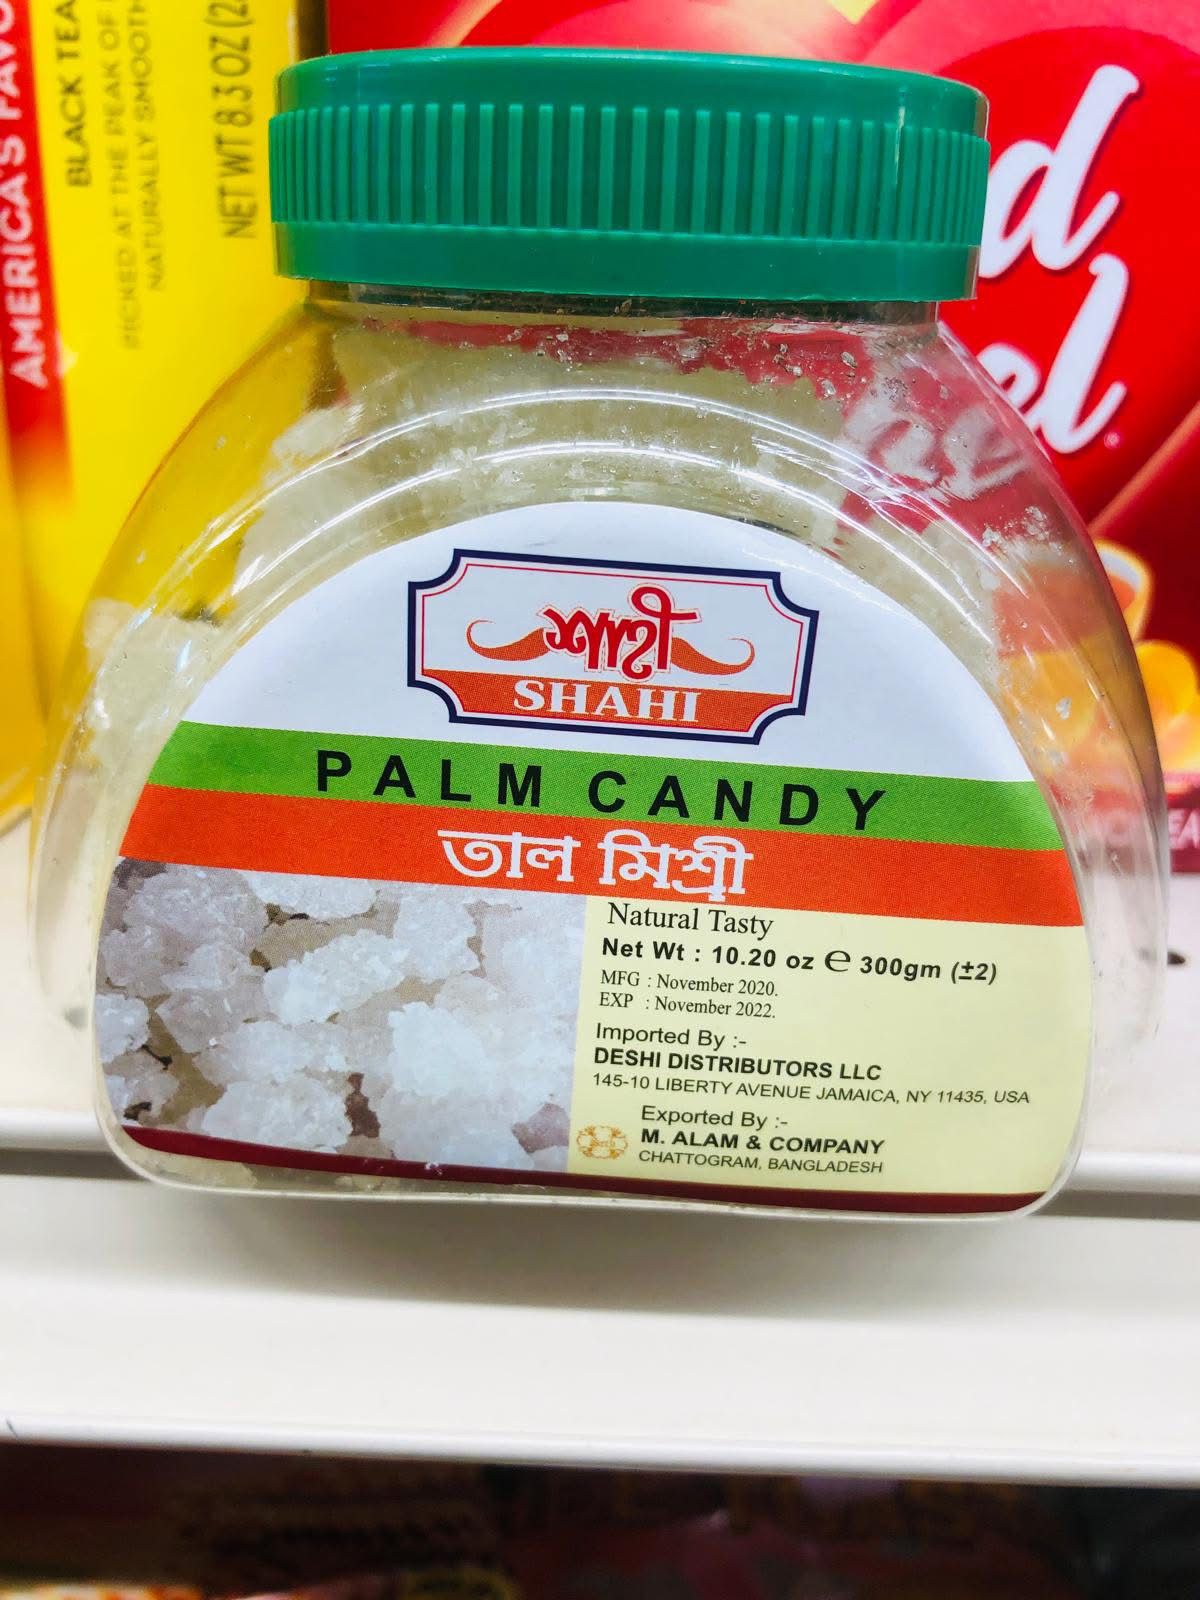 AMERICA'S FAVO
BLACK TEA
PICKED AT THE PEAK OF
NATURALLY SMOOTH
NET WT 8.3 OZ (2
d
el
শাহী
SHAHI
PALM CANDY
তাল মিশ্রী
Natural Tasty
Net Wt : 10.20 oz ℮ 300gm (±2)
MFG : November 2020.
EXP : November 2022.
Imported By :-
DESHI DISTRIBUTORS LLC
145-10 LIBERTY AVENUE JAMAICA, NY 11435, USA
Exported By :-
M. ALAM & COMPANY
CHATTOGRAM, BANGLADESH